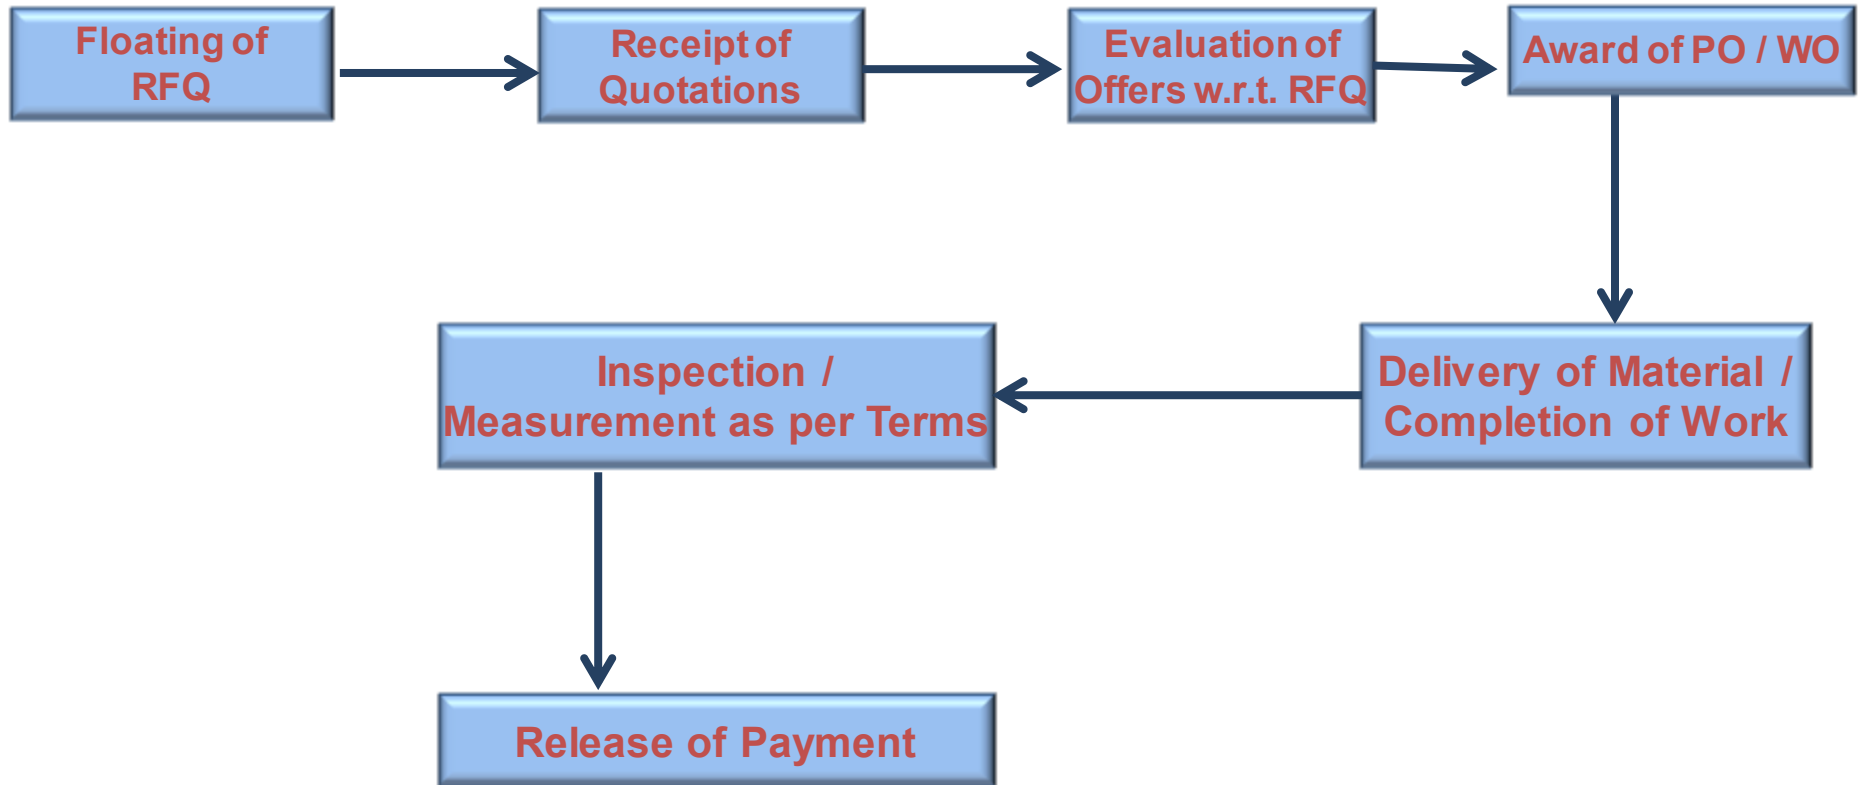 Floating of
RFQ
Receipt of
Quotations
Evaluation of
Offers w.r.t. RFQ
Award of PO / WO
Delivery of Material /
Completion of Work
Inspection /
Measurement as per Terms
Release of Payment